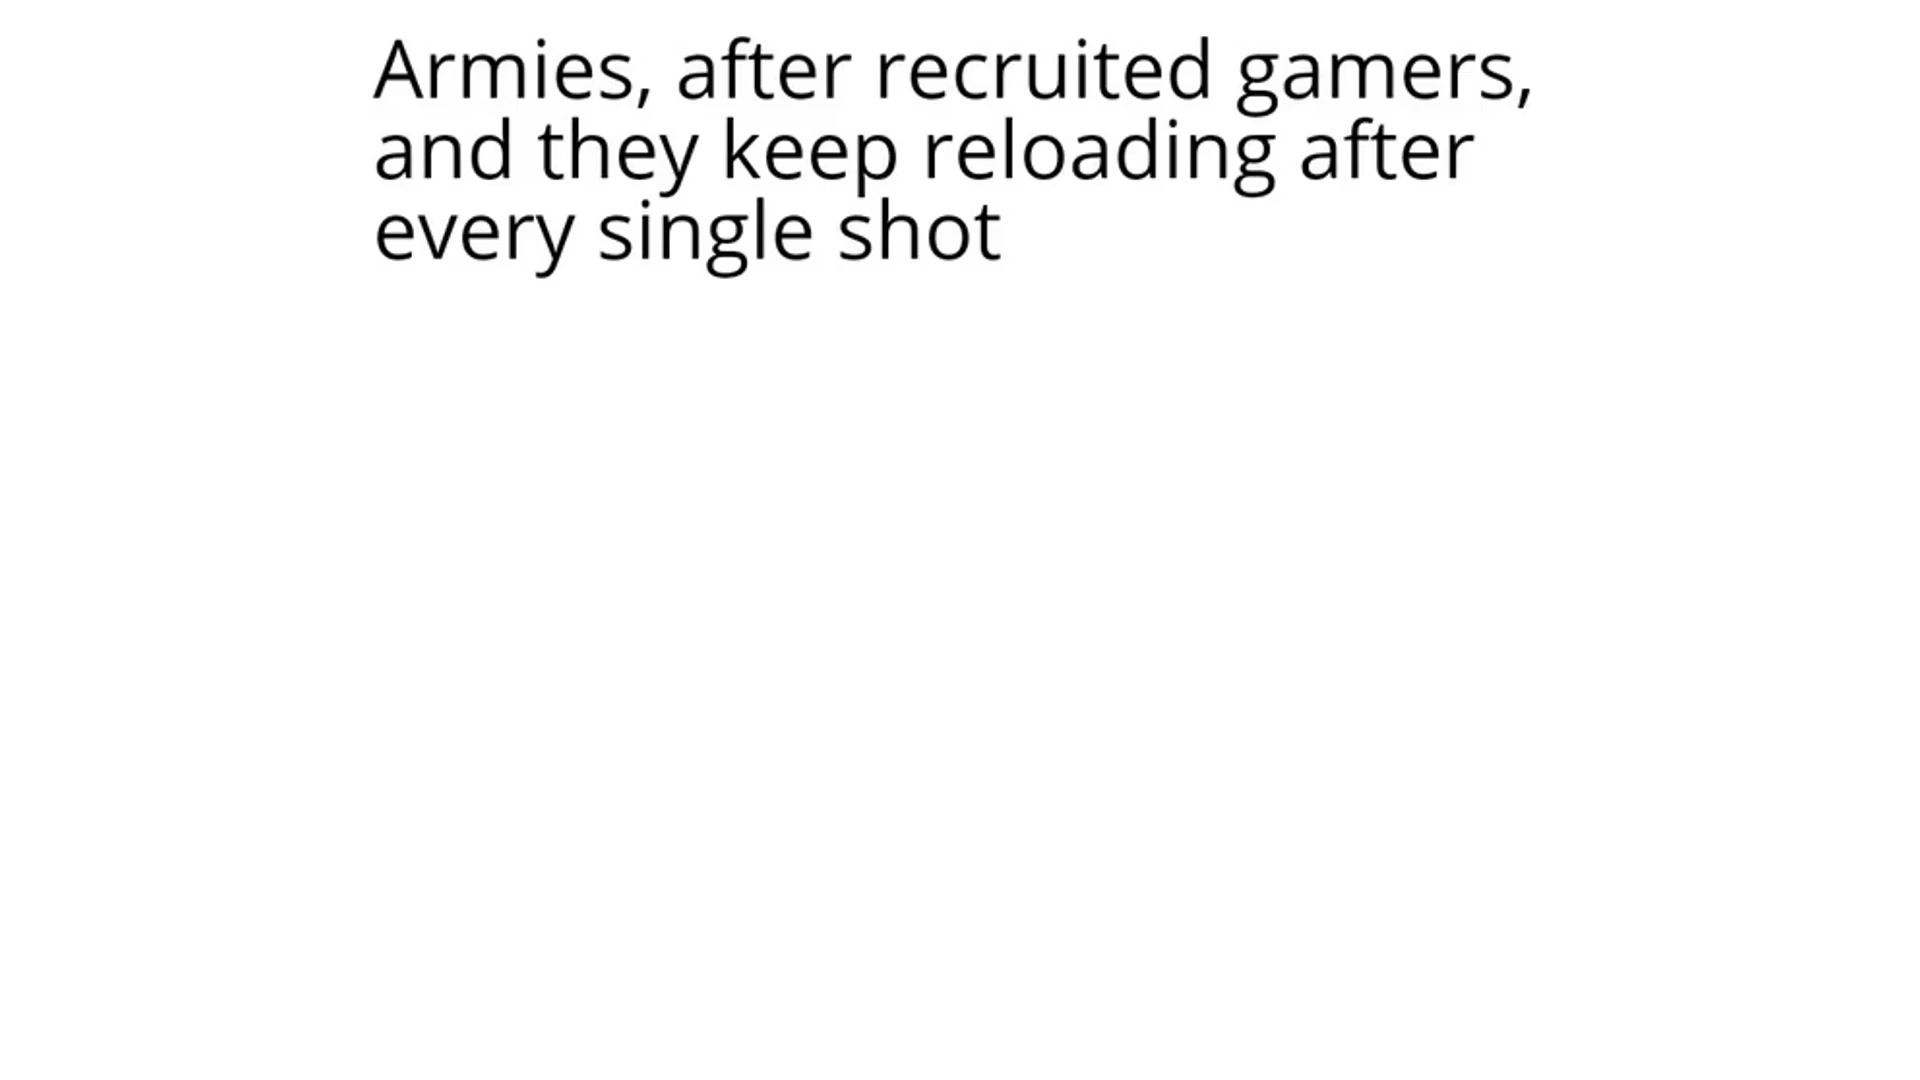 Armies, after recruited gamers,
and they keep reloading after
every single shot